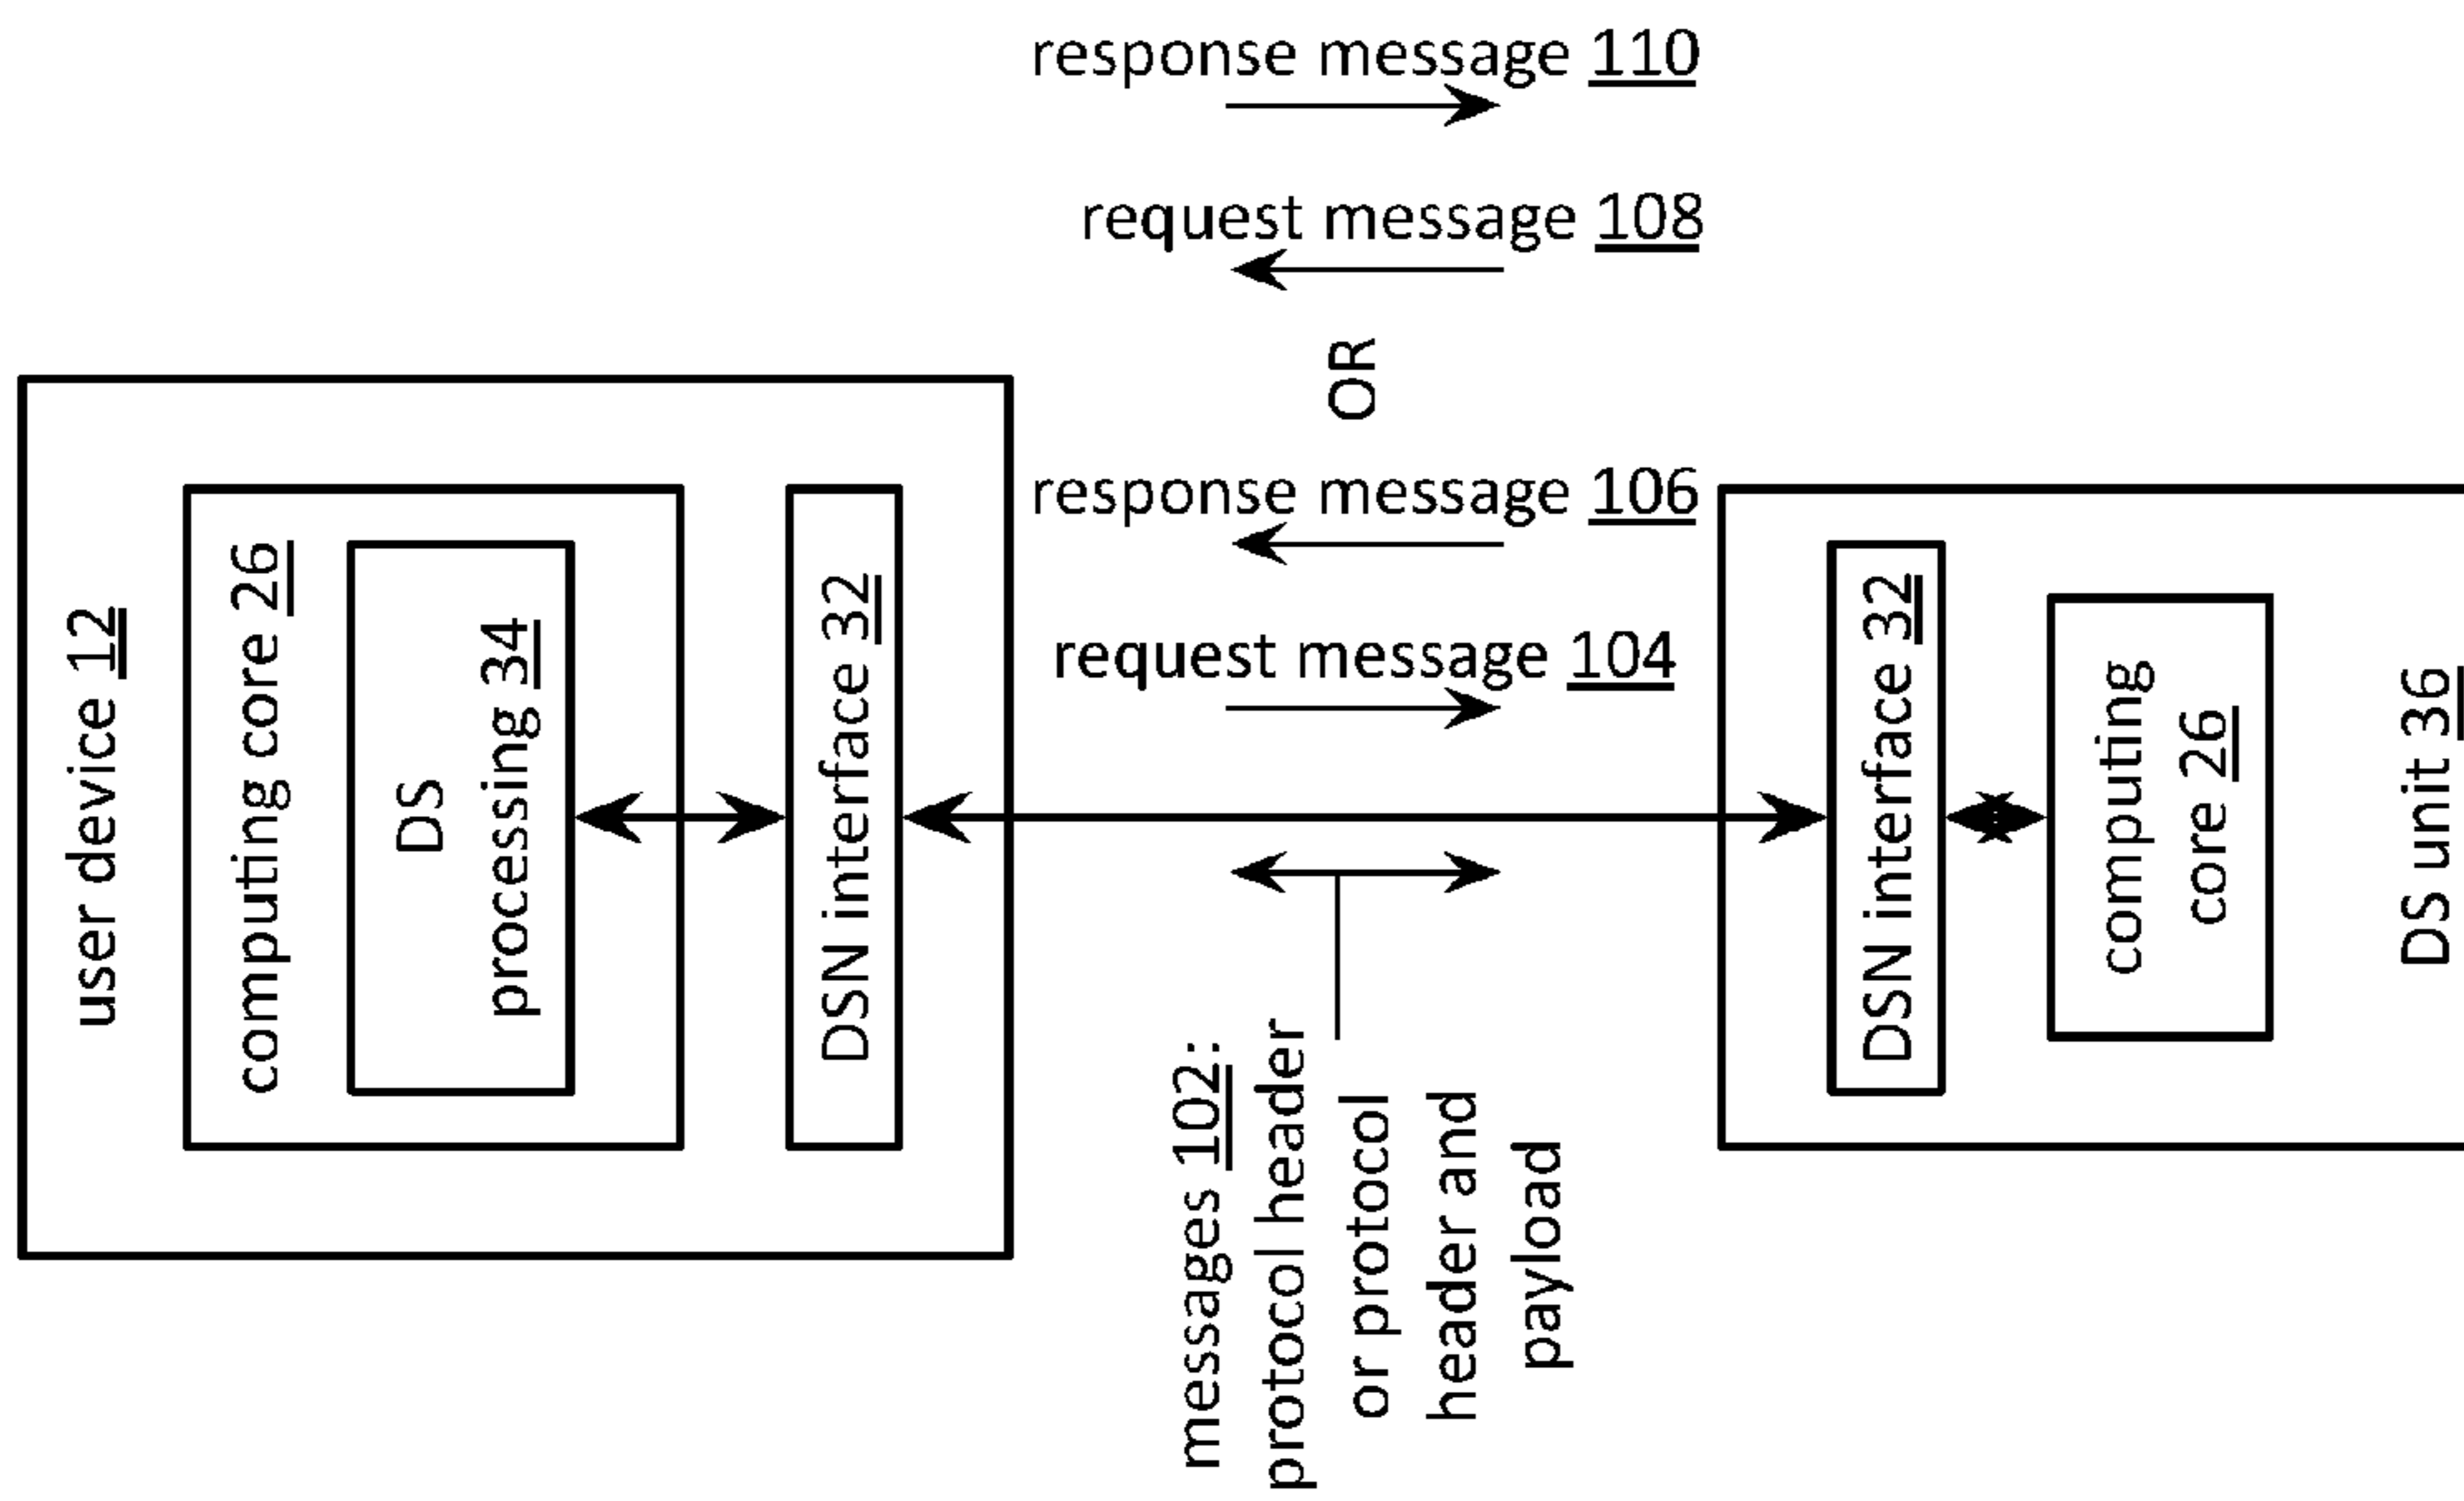 response message 110
request message 108
OR
response message 106
request message 104
user device 12
computing core 26
DS
processing 34
DSN interface 32
messages 102:
protocol header
or protocol
header and
payload
DSN interface 32
computing
core 26
DS unit 36